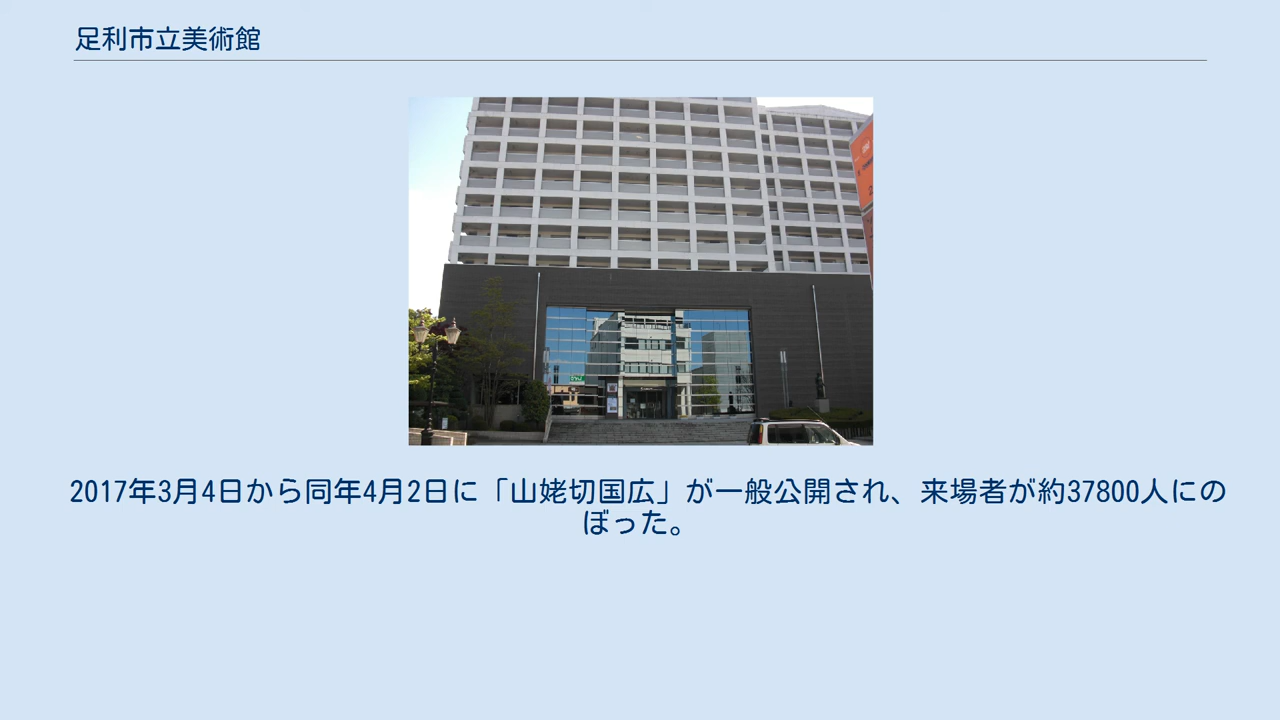 足利市立美術館
2017年3月4日から同年4月2日に「山姥切国広」が一般公開され、来場者が約37800人にの
ぼった。